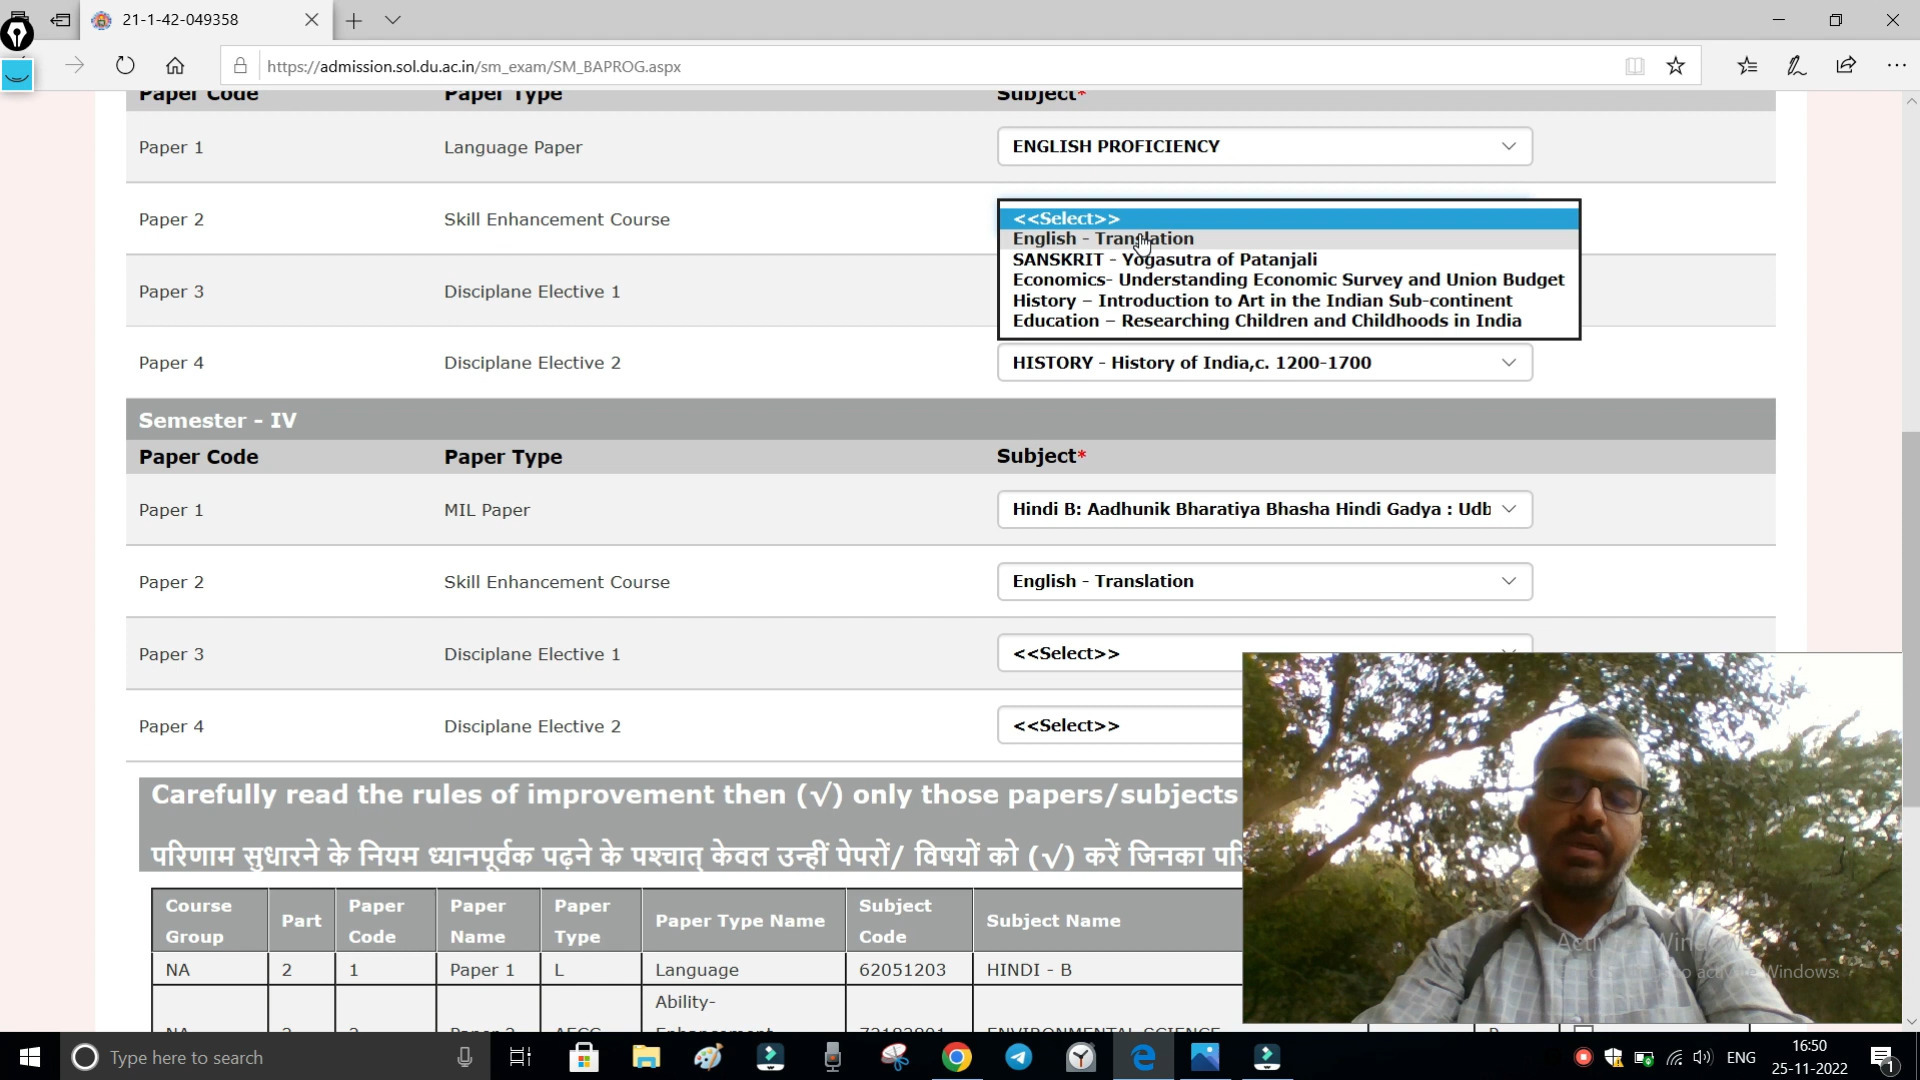 21-1-42-049358
https://admission.sol.du.ac.in/sm_exam/SM_BAPROG.aspx
Paper Code Paper Type Subject*
Paper 1 Language Paper ENGLISH PROFICIENCY
Paper 2 Skill Enhancement Course <<Select>>
English - Translation
SANSKRIT - Yogasutra of Patanjali
Economics- Understanding Economic Survey and Union Budget
Paper 3 Disciplane Elective 1
History – Introduction to Art in the Indian Sub-continent
Education – Researching Children and Childhoods in India
Paper 4 Disciplane Elective 2 HISTORY - History of India,c. 1200-1700
Semester - IV
Paper Code Paper Type Subject*
Paper 1 MIL Paper Hindi B: Aadhunik Bharatiya Bhasha Hindi Gadya : Udb
Paper 2 Skill Enhancement Course English - Translation
Paper 3 Disciplane Elective 1 <<Select>>
Paper 4 Disciplane Elective 2 <<Select>>
Carefully read the rules of improvement then (√) only those papers/subjects
परिणाम सुधारने के नियम ध्यानपूर्वक पढ़ने के पश्चात् केवल उन्हीं पेपरों/ विषयों को (√) करें जिनका
Course Group Part Paper Code Paper Name Paper Type Paper Type Name Subject Code Subject Name
NA 2 1 Paper 1 L Language 62051203 HINDI - B
Ability-
Windows
Windows.
Type here to search ENG 16:50
25-11-2022 1